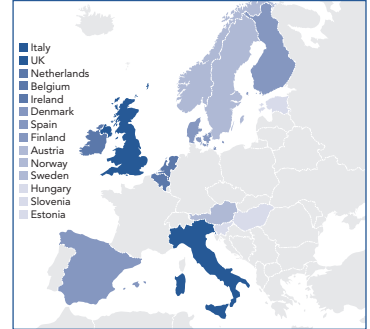 Italy
UK
Netherlands
Belgium
Ireland
Denmark
Spain
Finland
Austria
Norway
Sweden
Hungary
Slovenia
Estonia